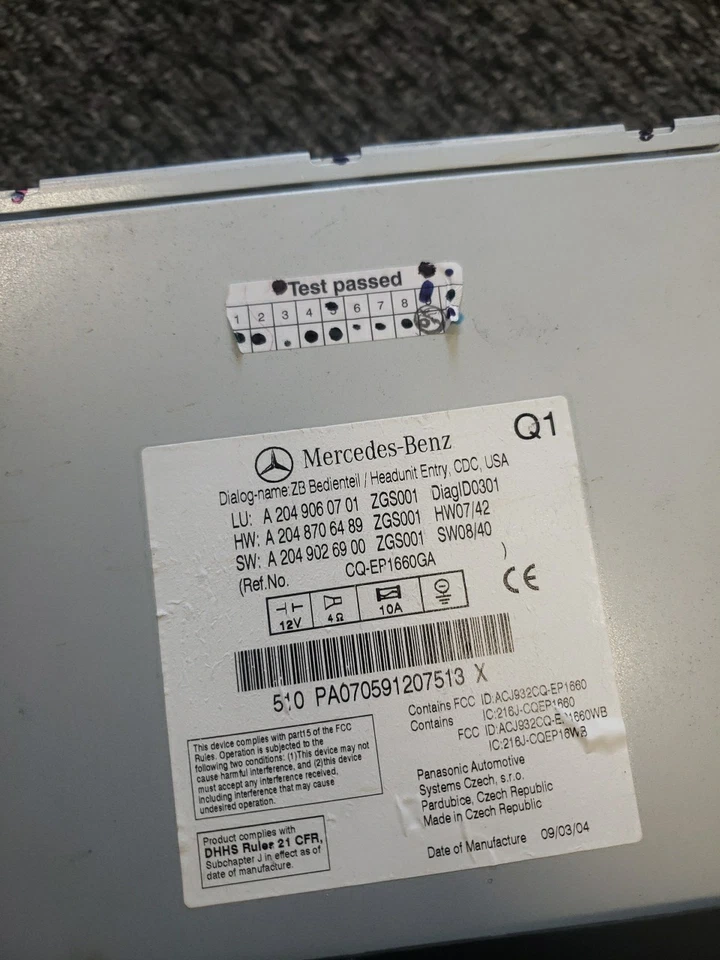 Test passed
1 2 3 4 5 6 7 8
Q1
Mercedes-Benz
Dialog-name:ZB Bedienteil / Headunit Entry, CDC, USA
LU: A 204 906 07 01 ZGS001 DiagID0301
HW: A 204 870 64 89 ZGS001 HW07/42
SW: A 204 902 69 00 ZGS001 SW08/40
(Ref.No. CQ-EP1660GA )
12V 4Ω 10A
CE
510 PA070591207513 X
Contains FCC ID:ACJ932CQ-EP1660
Contains IC:216J-CQEP1660
FCC ID:ACJ932CQ-EP1660WB
IC:216J-CQEP16WB
This device complies with part15 of the FCC
Rules. Operation is subjected to the
following two conditions: (1)This device may not
cause harmful interference, and (2)this device
must accept any interference received,
including interference that may cause
undesired operation.
Panasonic Automotive
Systems Czech, s.r.o.
Pardubice, Czech Republic
Made in Czech Republic
Product complies with
DHHS Ruler 21 CFR,
Subchapter J in effect as of
date of manufacture.
Date of Manufacture 09/03/04